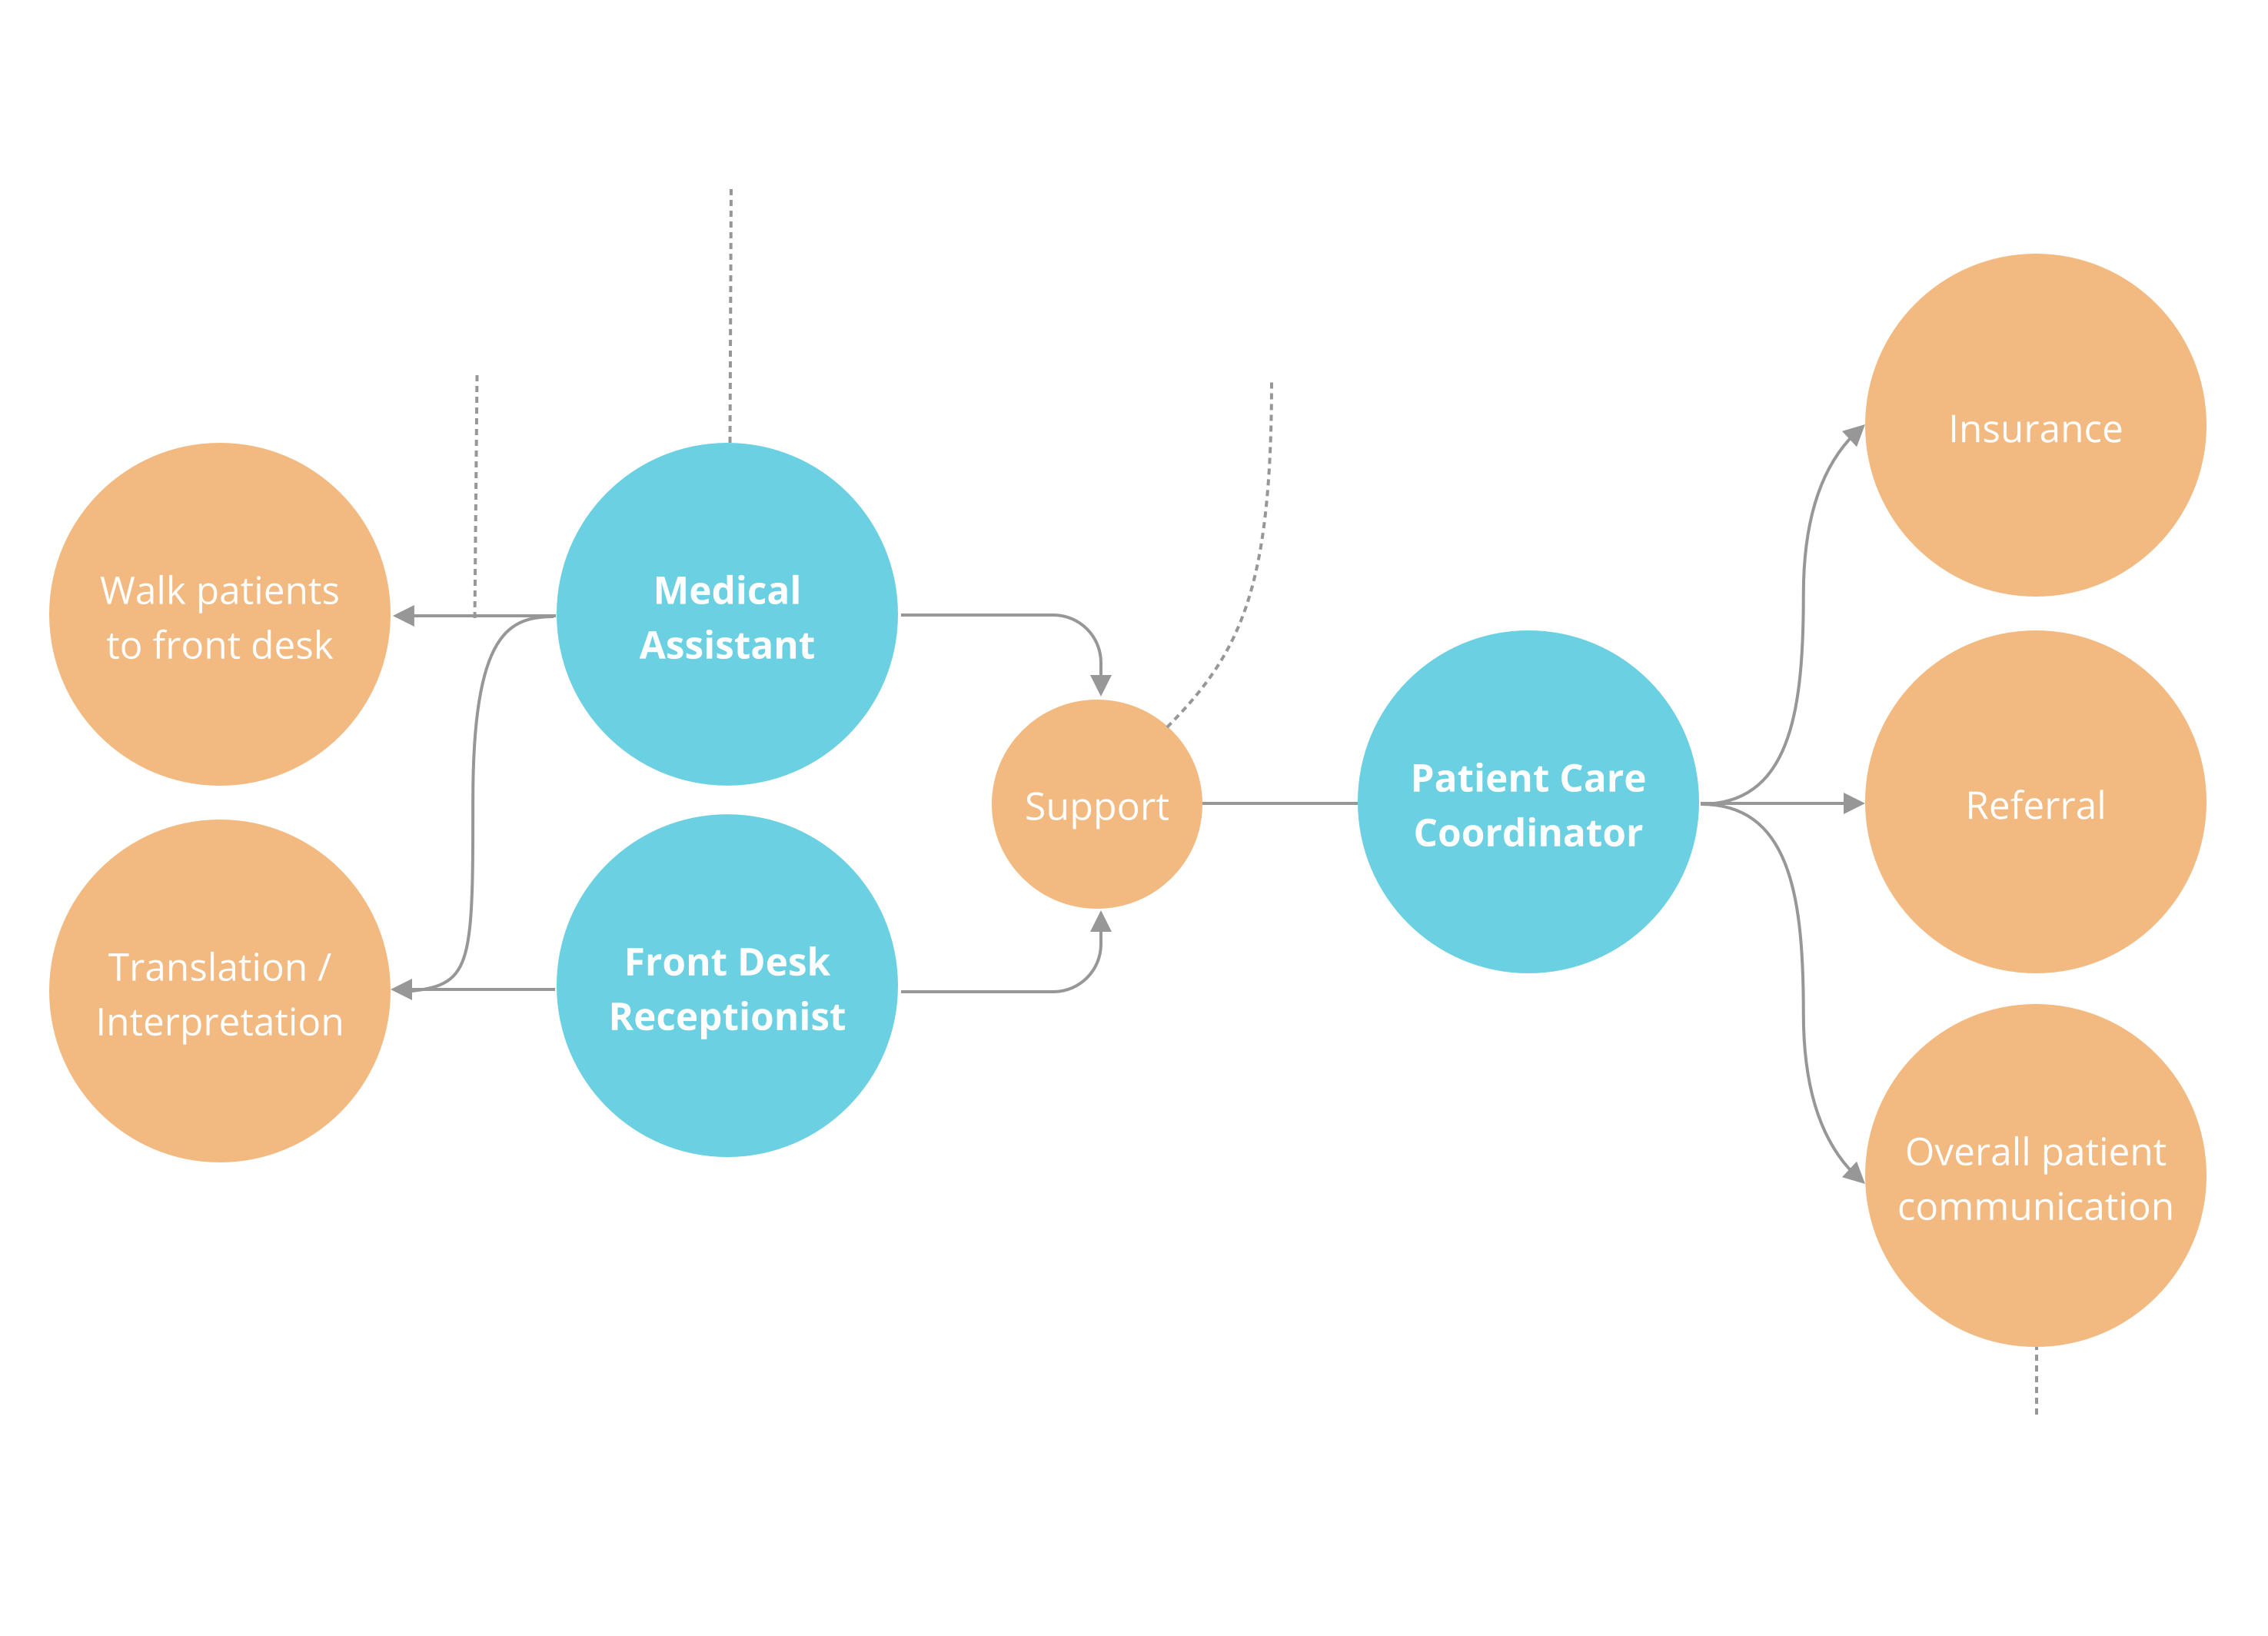 Walk patients
to front desk
Translation /
Interpretation
Medical
Assistant
Front Desk
Receptionist
Support
Patient Care
Coordinator
Insurance
Referral
Overall patient
communication